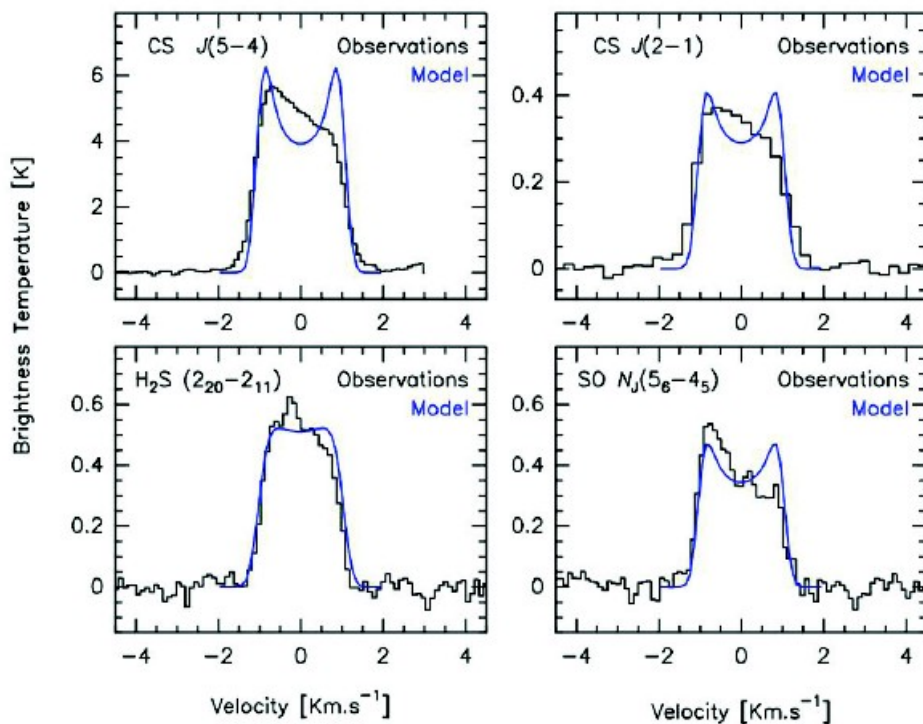 CS J(5−4) Observations
Model
6
4
2
0
−4 −2 0 2 4
CS J(2−1) Observations
Model
0.4
0.2
0
−4 −2 0 2 4
H₂S (2₂₀−2₁₁) Observations
Model
0.6
0.4
0.2
0
−4 −2 0 2 4
SO N_J(5₆−4₅) Observations
Model
0.6
0.4
0.2
0
−4 −2 0 2 4
Brightness Temperature [K]
Velocity [Km.s⁻¹]
Velocity [Km.s⁻¹]